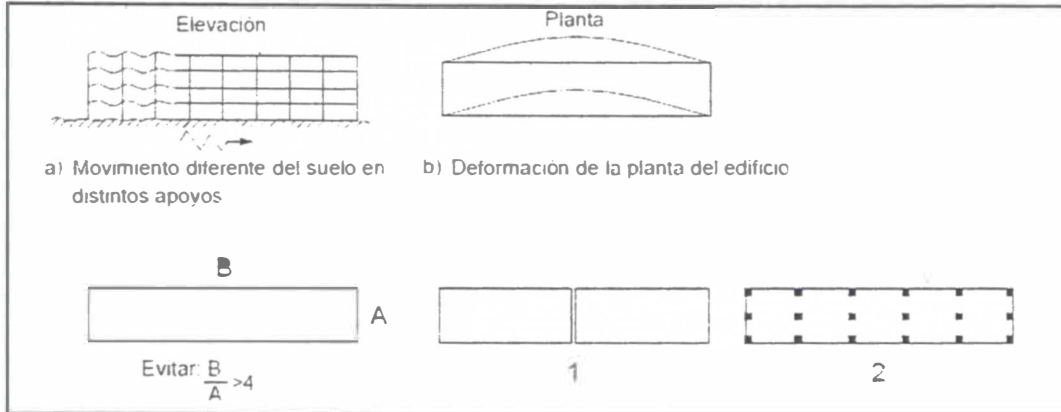 Elevación
Planta
a) Movimiento diferente del suelo en
distintos apoyos
b) Deformación de la planta del edificio
B
A
Evitar: B/A >4
1
2